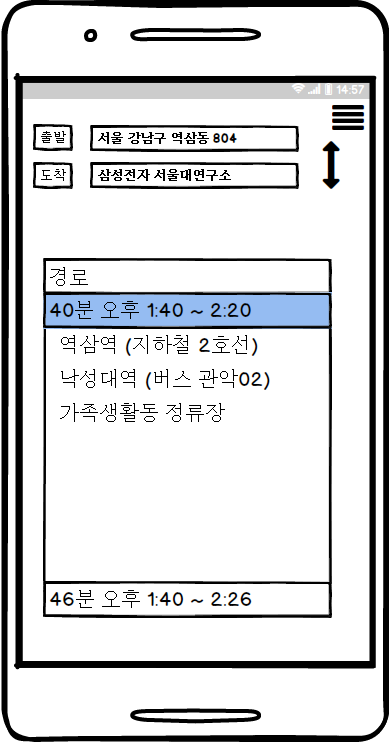 14:57
출발 서울 강남구 역삼동 804
도착 삼성전자 서울대연구소
경로
40분 오후 1:40 ~ 2:20
역삼역 (지하철 2호선)
낙성대역 (버스 관악02)
가족생활동 정류장
46분 오후 1:40 ~ 2:26